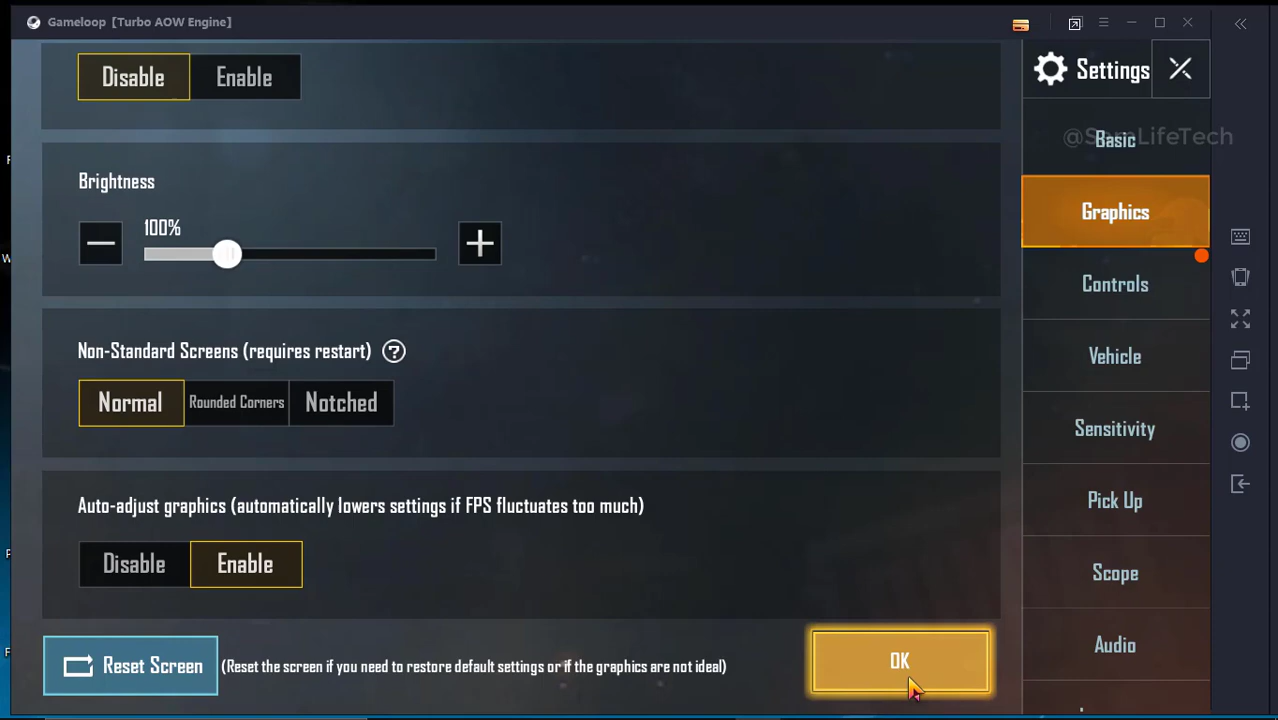 Gameloop【Turbo AOW Engine】
Settings
Disable
Enable
@SomLifeTech
Basic
Graphics
Controls
Vehicle
Sensitivity
Pick Up
Scope
Audio
Brightness
100%
Non-Standard Screens (requires restart) ?
Normal
Rounded Corners
Notched
Auto-adjust graphics (automatically lowers settings if FPS fluctuates too much)
Disable
Enable
Reset Screen
(Reset the screen if you need to restore default settings or if the graphics are not ideal)
OK